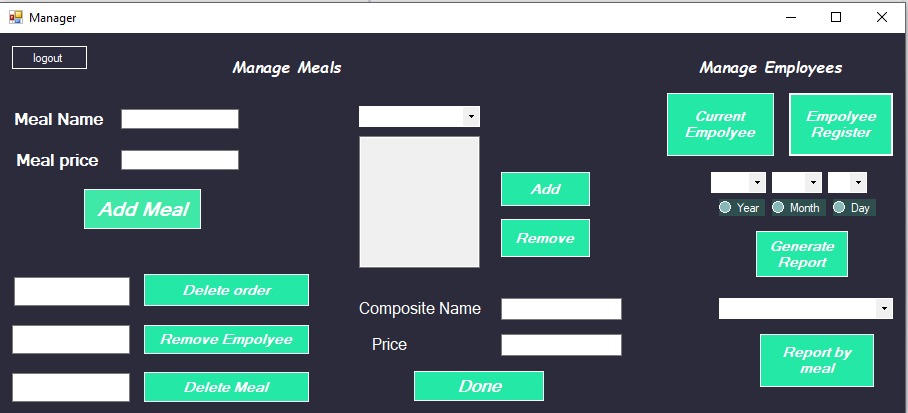 Manager
logout
Manage Meals
Manage Employees
Meal Name
Meal price
Add Meal
Current
Empolyee
Empolyee
Register
Add
Remove
Year
Month
Day
Generate
Report
Delete order
Remove Empolyee
Delete Meal
Composite Name
Price
Done
Report by
meal